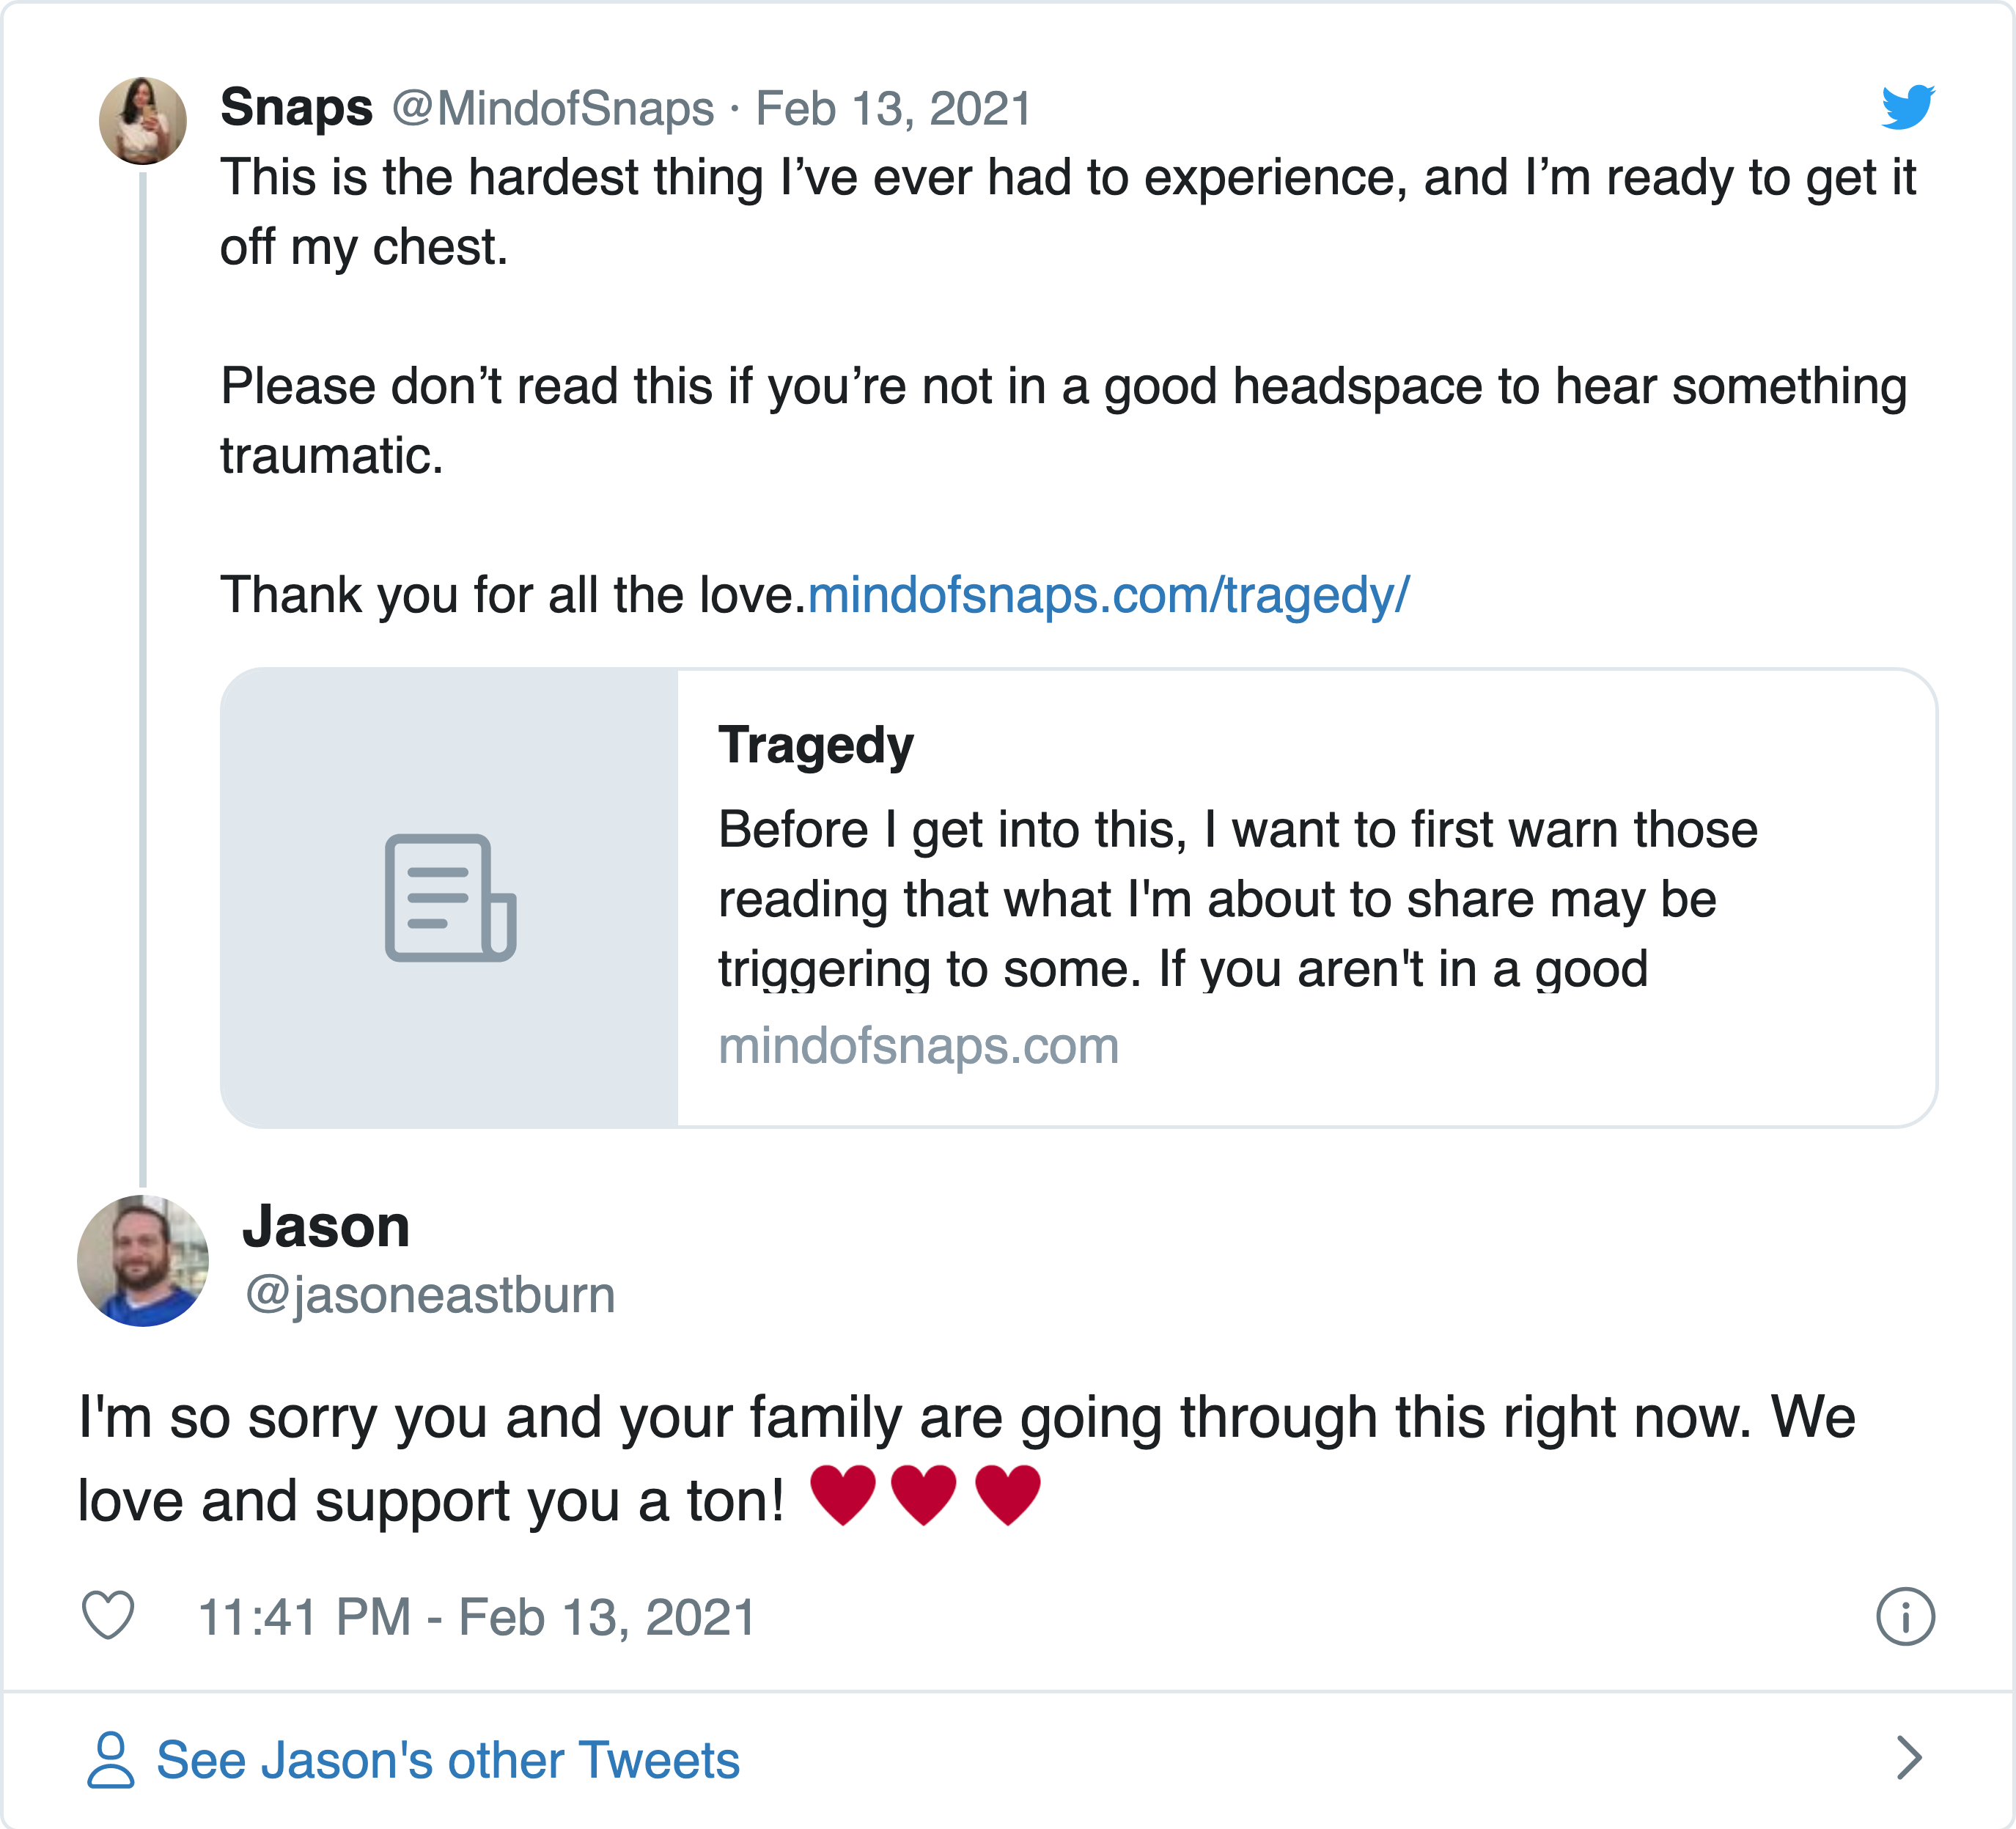 Snaps @MindofSnaps · Feb 13, 2021
This is the hardest thing I’ve ever had to experience, and I’m ready to get it
off my chest.
Please don’t read this if you’re not in a good headspace to hear something
traumatic.
Thank you for all the love.mindofsnaps.com/tragedy/
Tragedy
Before I get into this, I want to first warn those
reading that what I'm about to share may be
triggering to some. If you aren't in a good
mindofsnaps.com
Jason
@jasoneastburn
I'm so sorry you and your family are going through this right now. We
love and support you a ton! ♥♥♥
11:41 PM - Feb 13, 2021
See Jason's other Tweets